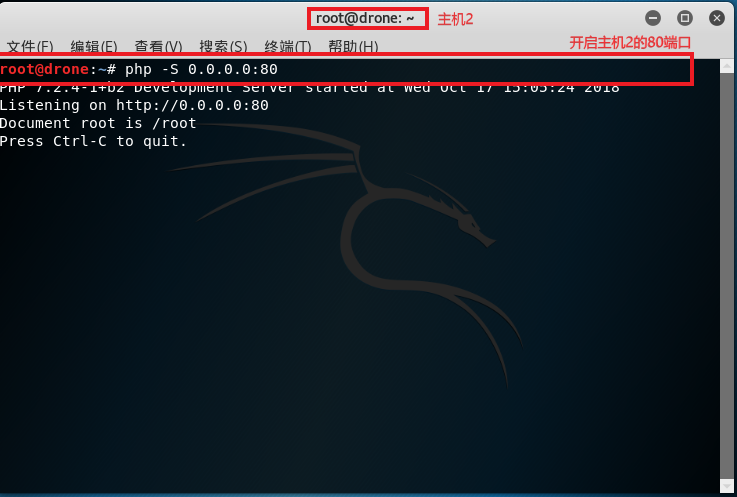 root@drone: ~ 主机2
文件(F) 编辑(E) 查看(V) 搜索(S) 终端(T) 帮助(H) 开启主机2的80端口
root@drone:~# php -S 0.0.0.0:80
PHP 7.2.4-1+b2 Development Server started at Wed Oct 17 15:05:24 2018
Listening on http://0.0.0.0:80
Document root is /root
Press Ctrl-C to quit.